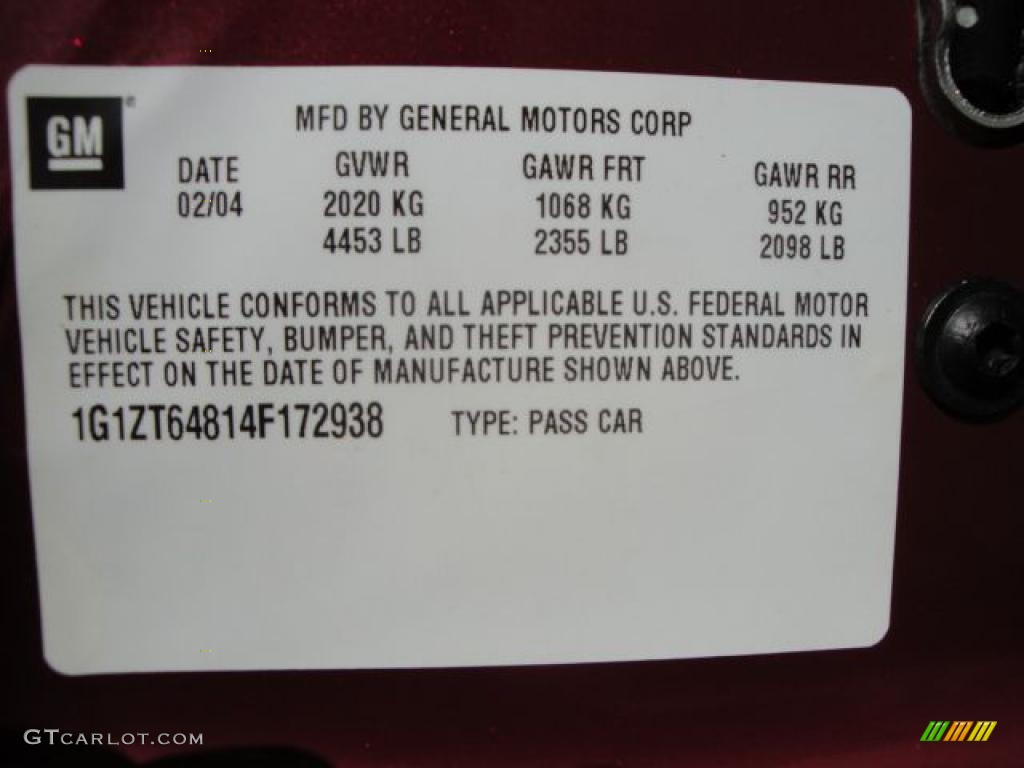 GM®
MFD BY GENERAL MOTORS CORP
DATE GVWR GAWR FRT GAWR RR
02/04 2020 KG 1068 KG 952 KG
4453 LB 2355 LB 2098 LB
THIS VEHICLE CONFORMS TO ALL APPLICABLE U.S. FEDERAL MOTOR
VEHICLE SAFETY, BUMPER, AND THEFT PREVENTION STANDARDS IN
EFFECT ON THE DATE OF MANUFACTURE SHOWN ABOVE.
1G1ZT64814F172938 TYPE: PASS CAR
GTCARLOT.COM